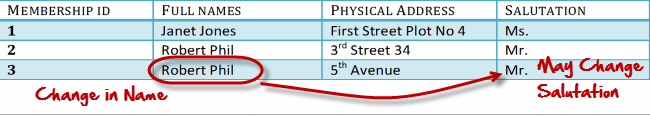 MEMBERSHIP ID FULL NAMES PHYSICAL ADDRESS SALUTATION
1 Janet Jones First Street Plot No 4 Ms.
2 Robert Phil 3rd Street 34 Mr.
3 Robert Phil 5th Avenue Mr.
May Change
Salutation
Change in Name